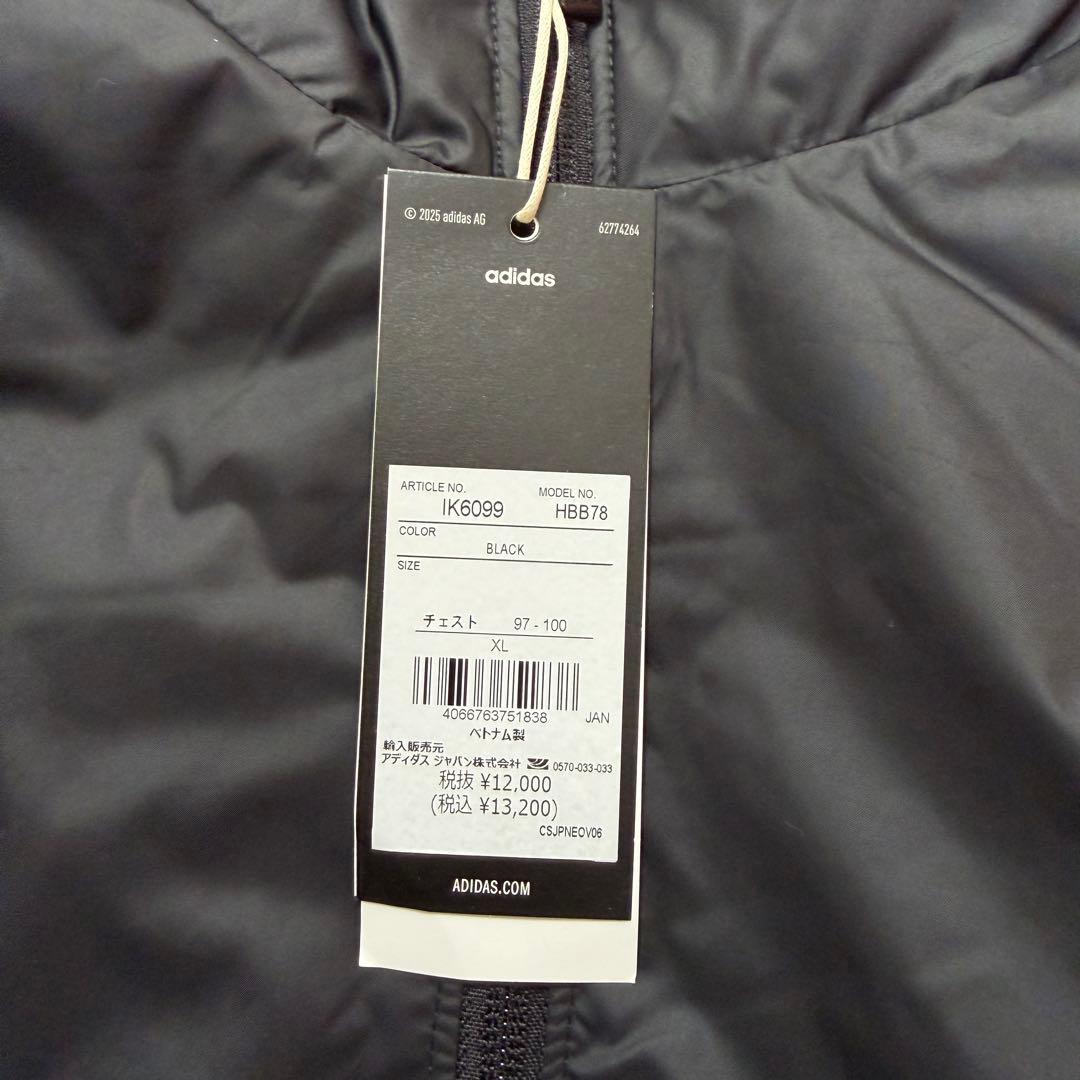 © 2025 adidas AG
62774264
adidas
ARTICLE NO. MODEL NO.
IK6099 HBB78
COLOR
BLACK
SIZE
チェスト 97 - 100
XL
4066763751838 JAN
ベトナム製
輸入販売元
アディダス ジャパン株式会社 0570-033-033
税抜 ¥12,000
(税込 ¥13,200)
CSJPNEOV06
ADIDAS.COM